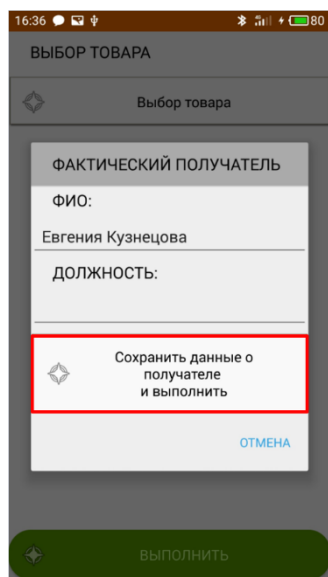 16:36 80
ВЫБОР ТОВАРА
Выбор товара
ФАКТИЧЕСКИЙ ПОЛУЧАТЕЛЬ
ФИО:
Евгения Кузнецова
ДОЛЖНОСТЬ:
Сохранить данные о
получателе
и выполнить
ОТМЕНА
ВЫПОЛНИТЬ